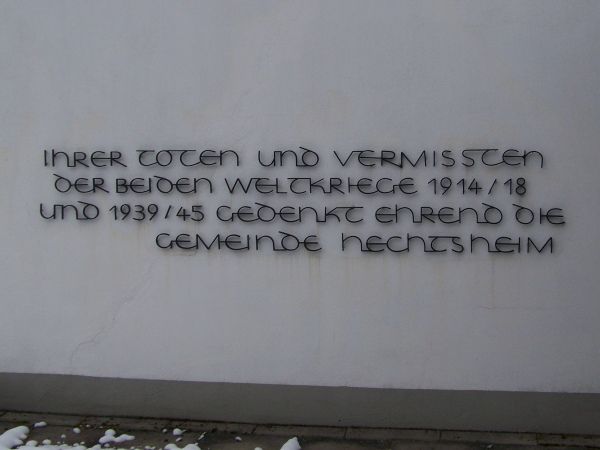 IHRER TOTEN UND VERMISSTEN
DER BEIDEN WELTKRIEGE 1914/18
UND 1939/45 GEDENKT EHREND DIE
GEMEINDE HECHTSHEIM